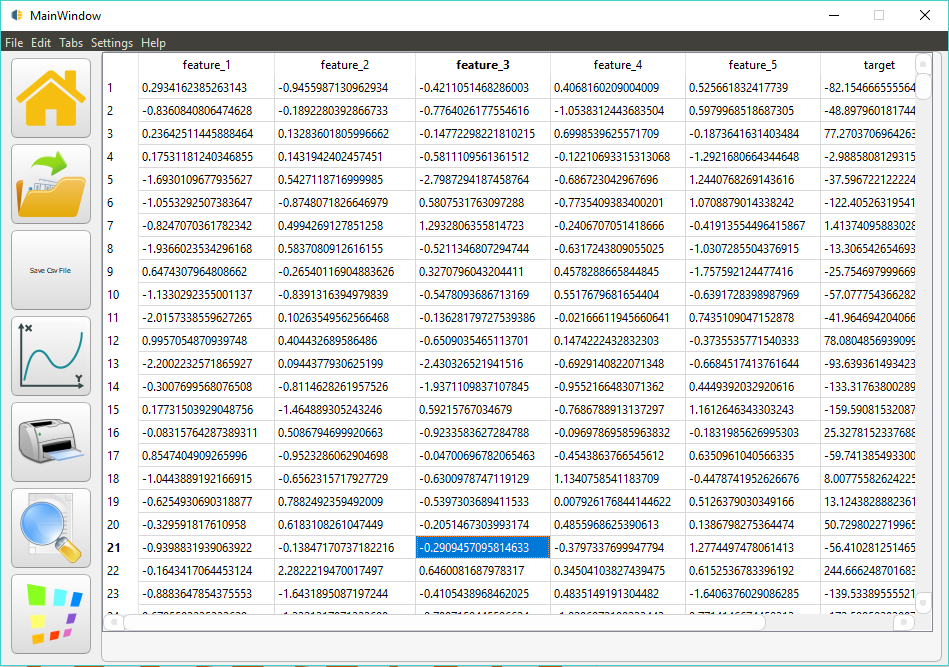 MainWindow
File Edit Tabs Settings Help
feature_1 feature_2 feature_3 feature_4 feature_5 target
1 0.2934162385263143 -0.9455987130962934 -0.4211051468286003 0.4068160209004009 0.525661832417739 -82.154666555564
2 -0.8360840806474628 -0.1892280392866733 -0.7764026177554616 -1.0538312443683504 0.5979968518687305 -48.897960181744
3 0.23642511445888464 0.13283601805996662 -0.14772298221810215 0.6998539625571709 -0.1873641631403484 77.2703706964263
4 0.17531181240346855 0.1431942402457451 -0.5811109561361512 -0.12210693315313068 -1.2921680664344648 -2.9885808129315
5 -1.6930109677935627 0.5427118716999985 -2.7987294187458764 -0.686723042967696 1.2440768269143616 -37.596722122224
6 -1.0553292507383647 -0.8748071826646979 0.5807531763097288 -0.7735409383400201 1.0708879014338242 -122.40526319541
7 -0.8247070361782342 0.4994269127851258 1.2932806355814723 -0.2406707051418666 -0.41913554496415867 1.41374095883028
8 -1.9366023534296168 0.5837080912616155 -0.5211346807294744 -0.6317243809055025 -1.0307285504376915 -13.306542654693
9 0.6474307964808662 -0.26540116904883626 0.3270796043204411 0.4578288665844845 -1.757592124477416 -25.754697999669
10 -1.1330292355001137 -0.8391316394979839 -0.5478093686713169 0.5517679681654404 -0.6391728398987969 -57.077754366282
11 -2.0157338559627265 0.10263549562566468 -0.13628179727539386 -0.02166611945660641 0.7435109047152878 -41.964694204066
12 0.9957054870939748 0.404432689586486 -0.6509035465113701 0.1474222432832303 -0.3735535771540333 78.0804856939099
13 -2.2002232571865927 0.0944377930625199 -2.430326521941516 -0.6929140822071348 -0.6684517413761644 -93.639361493423
14 -0.3007699568076508 -0.8114628261957526 -1.9371109837107845 -0.9552166483071362 0.4449392032920616 -133.31763800289
15 0.17731503929048756 -1.464889305243246 0.59215767034679 -0.7686788913137297 1.1612646343303243 -159.59081532087
16 -0.08315764287389311 0.5086794699920663 -0.9233583627284788 -0.09697869585963832 -0.1831985626995303 25.3278152337688
17 0.8547404909265996 -0.9523286062904698 -0.04700696782065463 -0.4543863766545612 0.6350961040566335 -59.741385493300
18 -1.0443889192166915 -0.6562315717927729 -0.6300978747119129 1.1340758541183709 -0.4478741952626676 8.00775582624225
19 -0.6254930690318877 0.7882492359492009 -0.5397303689411533 0.007926176844144622 0.5126379030349166 13.1243828882361
20 -0.329591817610958 0.6183108261047449 -0.2051467303993174 0.4855968625390613 0.1386798275364474 50.7298022719965
21 -0.9398831939063922 -0.13847170737182216 -0.2909457095814633 -0.3797337699947794 1.2774497478061413 -56.410281251465
22 -0.1643417064453124 2.2822219470017497 0.6460081687978317 0.34504103827439475 0.6152536783396192 244.666248701683
23 -0.8883647854375553 -1.6431895087197244 -0.4105438968462025 0.4835149191304482 -1.6406376029086285 -139.53389555521
Save Csv File